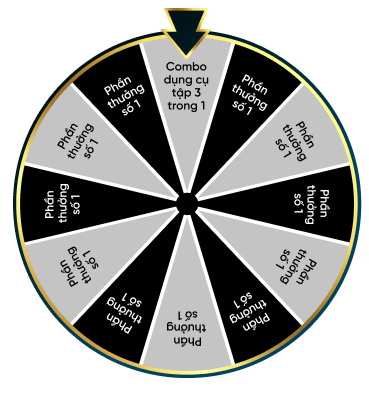 Combo
dụng cụ
tập 3
trong 1
Phần
thưởng
số 1
Phần
thưởng
số 1
Phần
thưởng
số 1
Phần
thưởng
số 1
Phần
thưởng
số 1
Phần
thưởng
số 1
Phần
thưởng
số 1
Phần
thưởng
số 1
Phần
thưởng
số 1
Phần
thưởng
số 1
Phần
thưởng
số 1